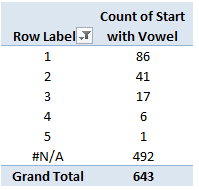 Count of Start
Row Label with Vowel
1 86
2 41
3 17
4 6
5 1
#N/A 492
Grand Total 643